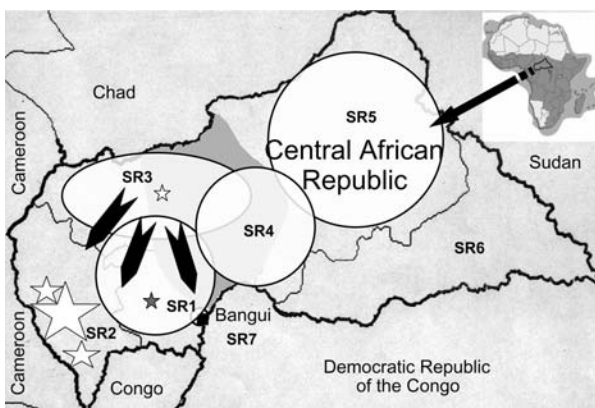 Chad
Cameroon
SR5
Central African
Republic
Sudan
SR3
SR4
SR6
SR1
Bangui
SR2
SR7
Cameroon
Congo
Democratic Republic
of the Congo